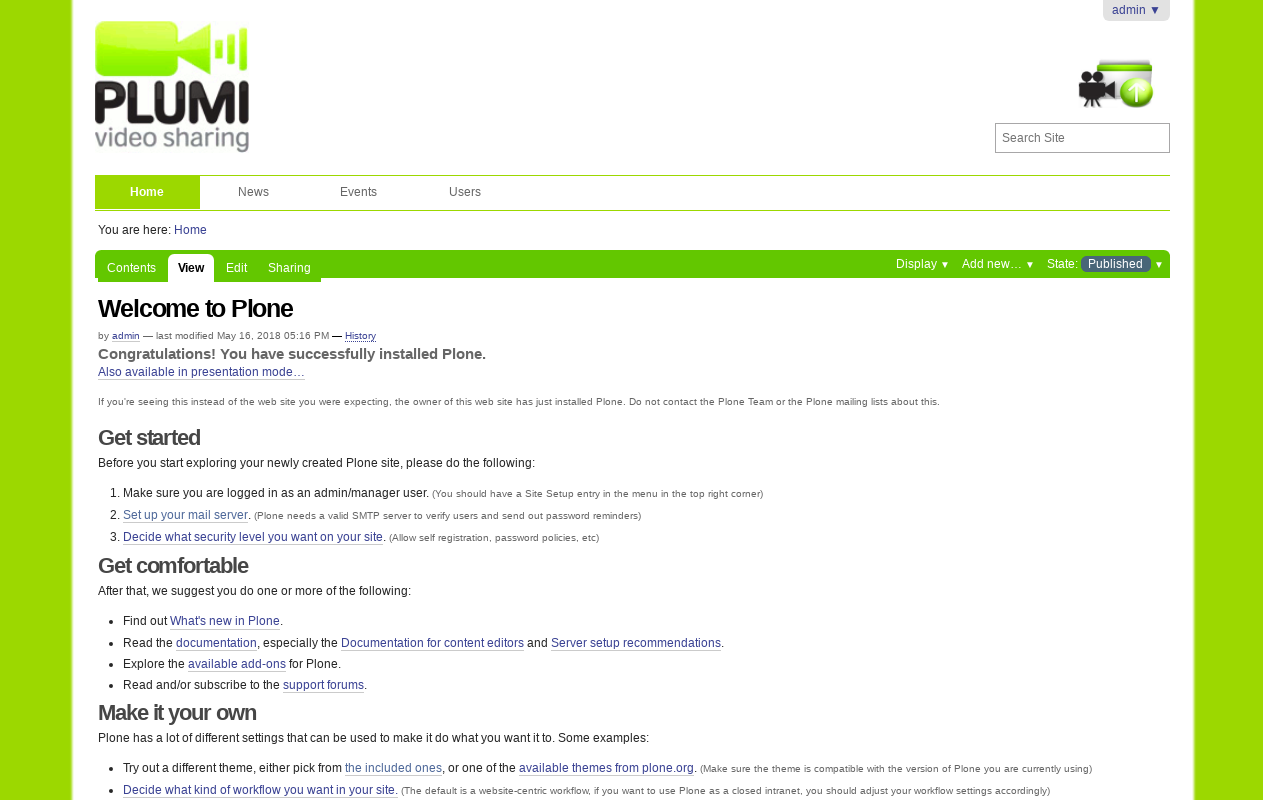 admin ▼
PLUMI
video sharing
Search Site
Home News Events Users
You are here: Home
Contents View Edit Sharing Display ▼ Add new… ▼ State: Published ▼
Welcome to Plone
by admin — last modified May 16, 2018 05:16 PM — History
Congratulations! You have successfully installed Plone.
Also available in presentation mode…
If you're seeing this instead of the web site you were expecting, the owner of this web site has just installed Plone. Do not contact the Plone Team or the Plone mailing lists about this.
Get started
Before you start exploring your newly created Plone site, please do the following:
1. Make sure you are logged in as an admin/manager user. (You should have a Site Setup entry in the menu in the top right corner)
2. Set up your mail server. (Plone needs a valid SMTP server to verify users and send out password reminders)
3. Decide what security level you want on your site. (Allow self registration, password policies, etc)
Get comfortable
After that, we suggest you do one or more of the following:
• Find out What's new in Plone.
• Read the documentation, especially the Documentation for content editors and Server setup recommendations.
• Explore the available add-ons for Plone.
• Read and/or subscribe to the support forums.
Make it your own
Plone has a lot of different settings that can be used to make it do what you want it to. Some examples:
• Try out a different theme, either pick from the included ones, or one of the available themes from plone.org. (Make sure the theme is compatible with the version of Plone you are currently using)
• Decide what kind of workflow you want in your site. (The default is a website-centric workflow, if you want to use Plone as a closed intranet, you should adjust your workflow settings accordingly)